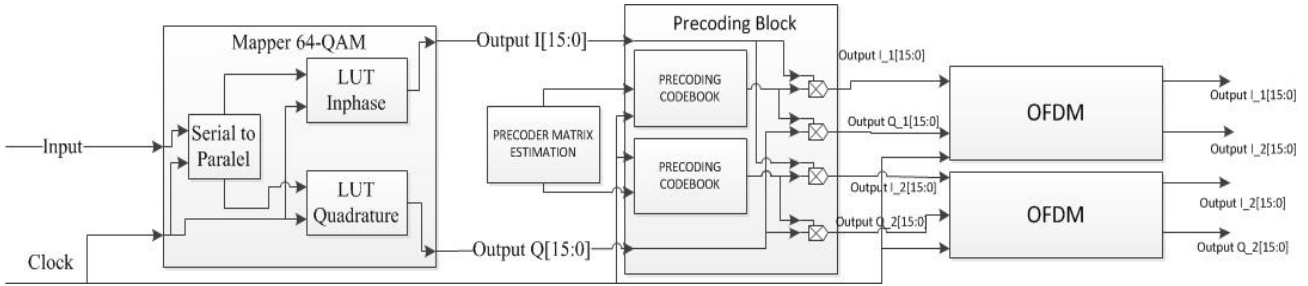 Mapper 64-QAM
LUT
Inphase
Serial to
Paralel
LUT
Quadrature
Input
Clock
Output I[15:0]
Output Q[15:0]
PRECODER MATRIX
ESTIMATION
Precoding Block
PRECODING
CODEBOOK
PRECODING
CODEBOOK
Output I_1[15:0]
Output Q_1[15:0]
Output I_2[15:0]
Output Q_2[15:0]
OFDM
OFDM
Output I_1[15:0]
Output I_2[15:0]
Output I_2[15:0]
Output Q_2[15:0]